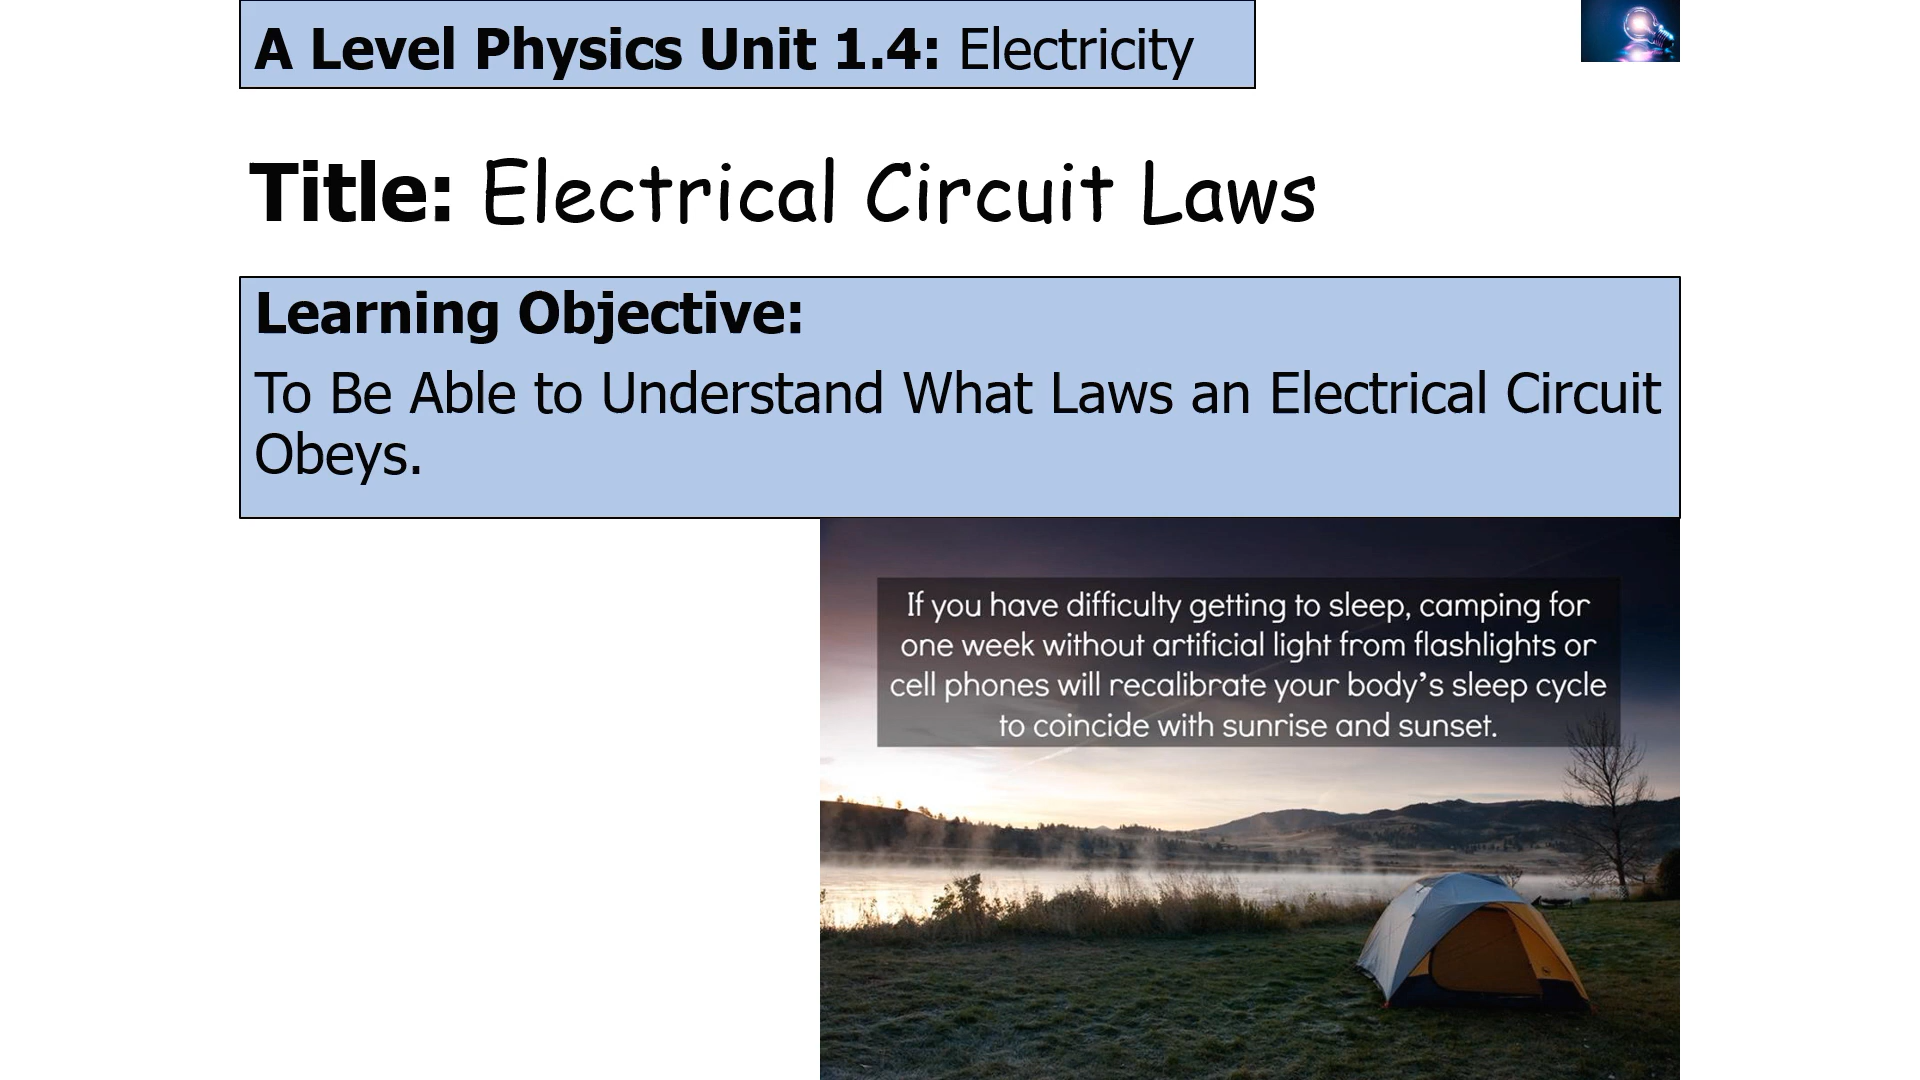 A Level Physics Unit 1.4: Electricity
Title: Electrical Circuit Laws
Learning Objective:
To Be Able to Understand What Laws an Electrical Circuit
Obeys.
If you have difficulty getting to sleep, camping for
one week without artificial light from flashlights or
cell phones will recalibrate your body’s sleep cycle
to coincide with sunrise and sunset.